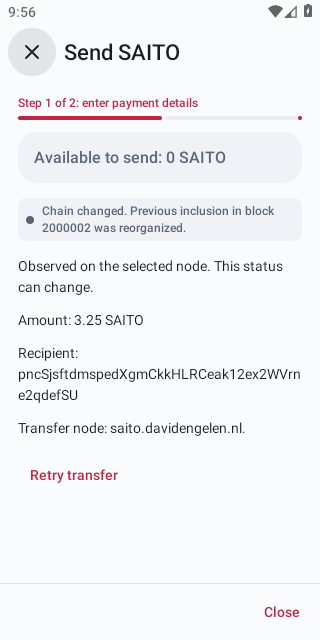 9:56
Send SAITO
Step 1 of 2: enter payment details
Available to send: 0 SAITO
Chain changed. Previous inclusion in block
2000002 was reorganized.
Observed on the selected node. This status
can change.
Amount: 3.25 SAITO
Recipient:
pncSjsftdmspedXgmCkkHLRCeak12ex2WVrn
e2qdefSU
Transfer node: saito.davidengelen.nl.
Retry transfer
Close